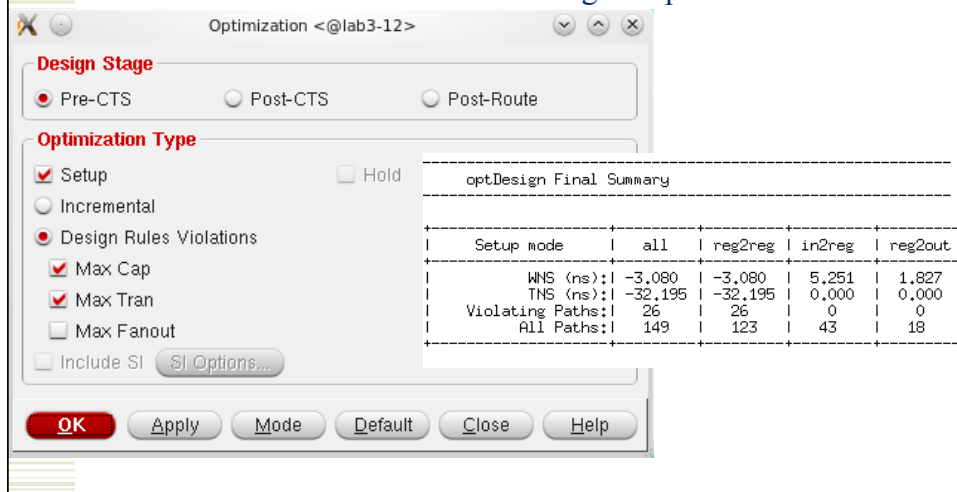 Optimization <@lab3-12>
Design Stage
Pre-CTS Post-CTS Post-Route
Optimization Type
Setup Hold
Incremental
Design Rules Violations
Max Cap
Max Tran
Max Fanout
Include SI SI Options...
OK Apply Mode Default Close Help
optDesign Final Summary
| Setup mode | all | reg2reg | in2reg | reg2out
| WNS (ns):| -3.080 | -3.080 | 5.251 | 1.827
| TNS (ns):| -32.195 | -32.195 | 0.000 | 0.000
| Violating Paths:| 26 | 26 | 0 | 0
| All Paths:| 149 | 123 | 43 | 18